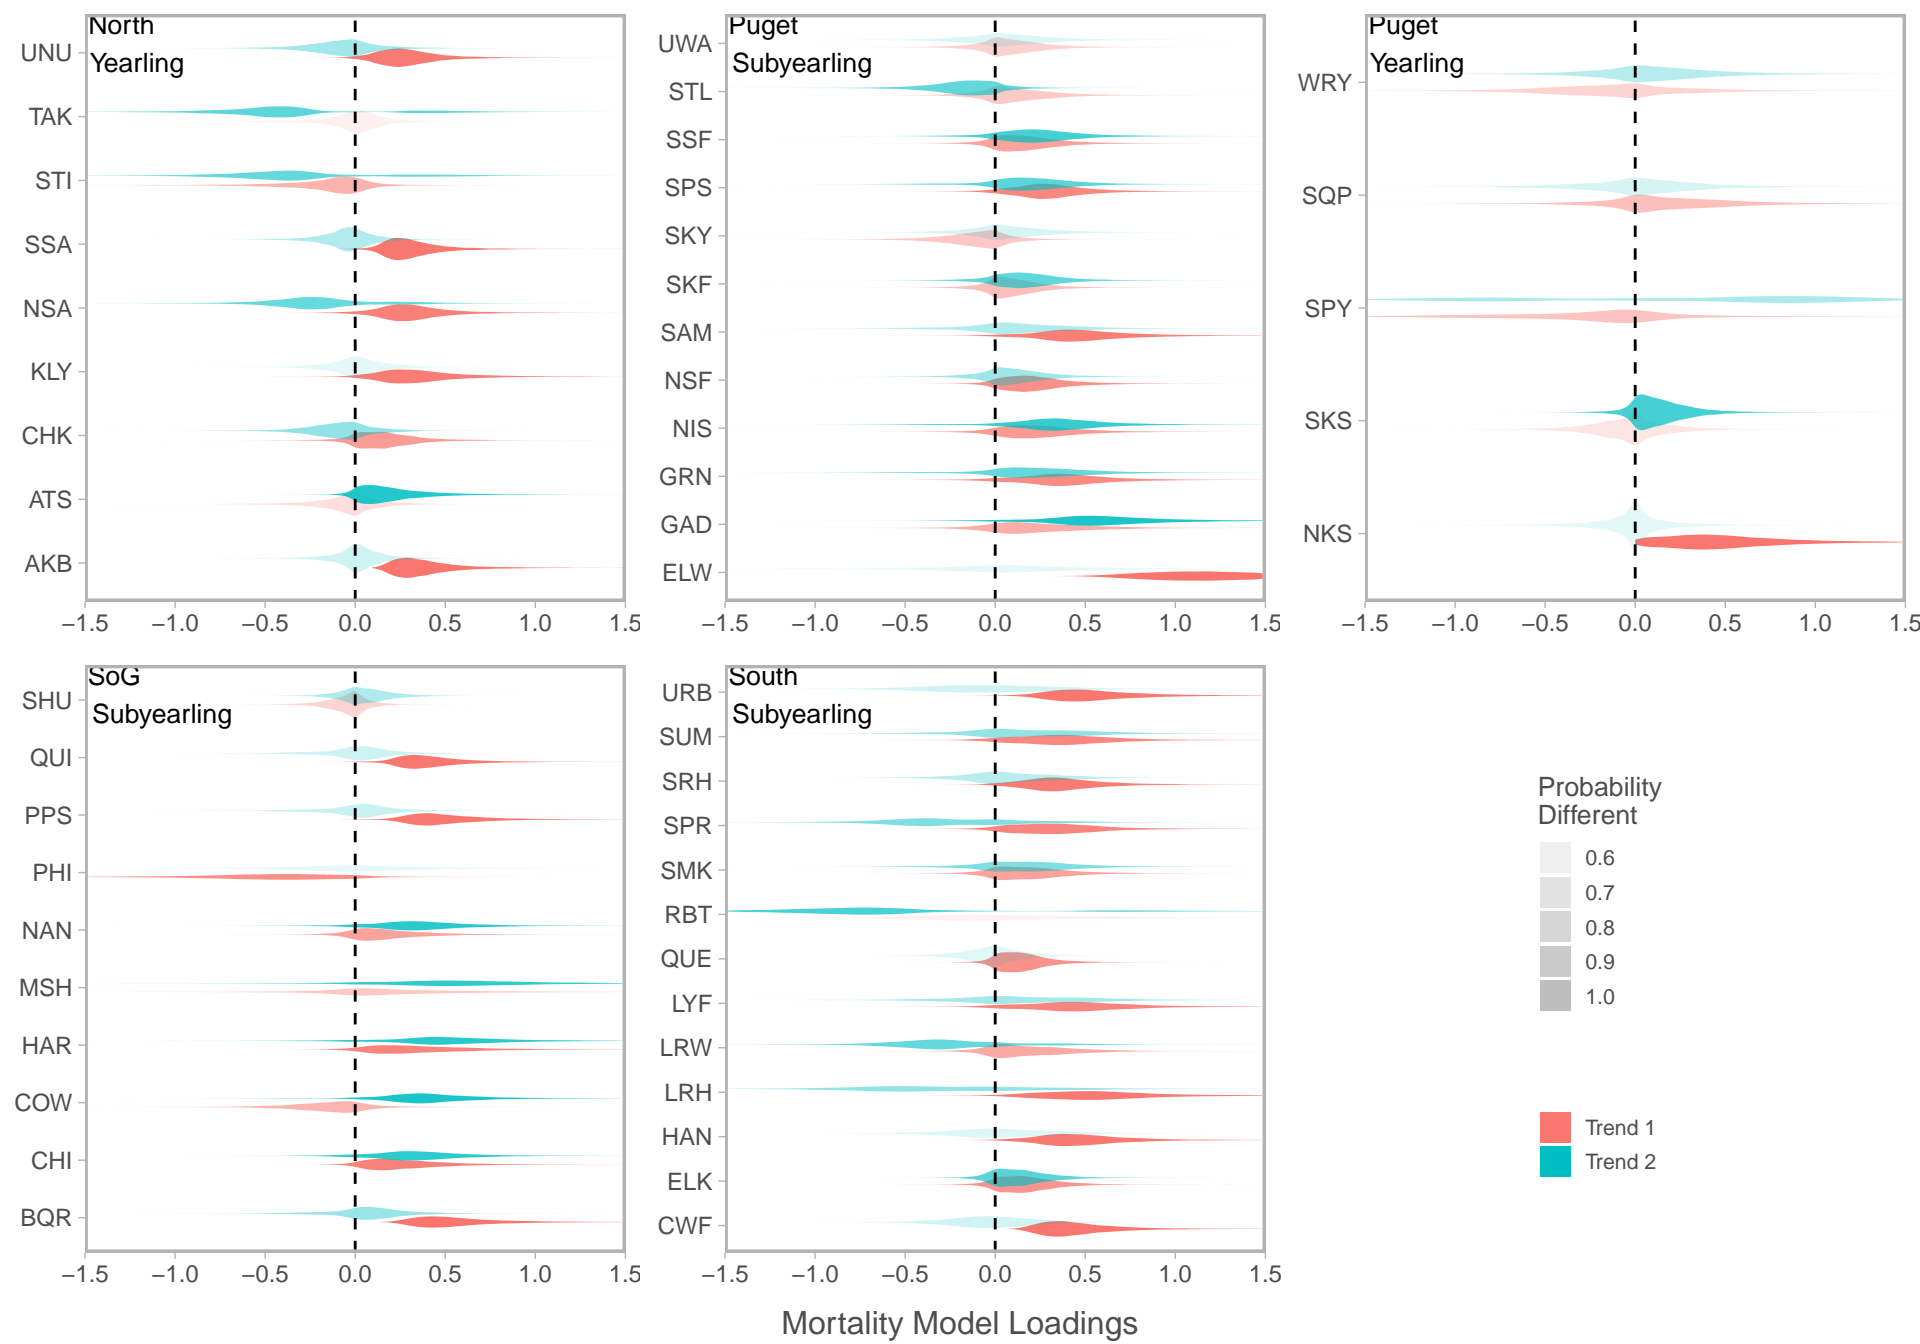 North
Yearling
UNU
TAK
STI
SSA
NSA
KLY
CHK
ATS
AKB
−1.5 −1.0 −0.5 0.0 0.5 1.0 1.5
Puget
Subyearling
UWA
STL
SSF
SPS
SKY
SKF
SAM
NSF
NIS
GRN
GAD
ELW
−1.5 −1.0 −0.5 0.0 0.5 1.0 1.5
Puget
Yearling
WRY
SQP
SPY
SKS
NKS
−1.5 −1.0 −0.5 0.0 0.5 1.0 1.5
SoG
Subyearling
SHU
QUI
PPS
PHI
NAN
MSH
HAR
COW
CHI
BQR
−1.5 −1.0 −0.5 0.0 0.5 1.0 1.5
South
Subyearling
URB
SUM
SRH
SPR
SMK
RBT
QUE
LYF
LRW
LRH
HAN
ELK
CWF
−1.5 −1.0 −0.5 0.0 0.5 1.0 1.5
Probability
Different
0.6
0.7
0.8
0.9
1.0
Trend 1
Trend 2
Mortality Model Loadings